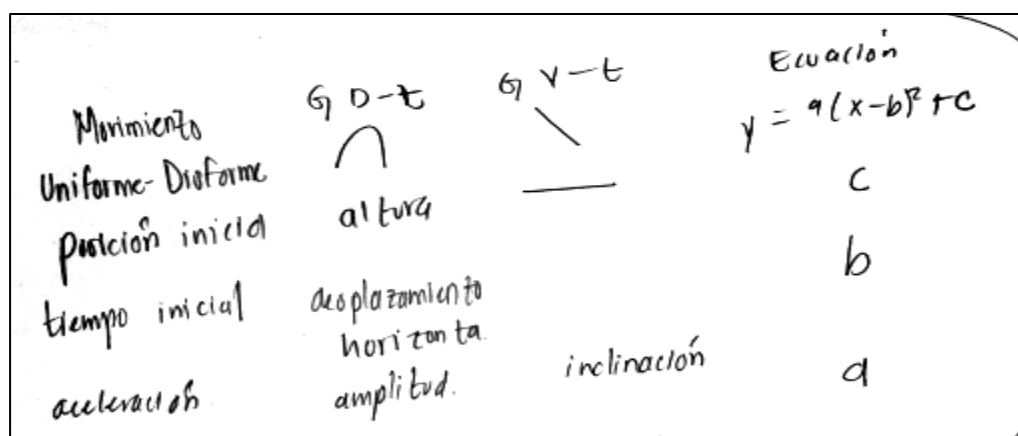 Movimiento G D-t G V-t Ecuación
Uniforme-Disforme y = a(x-b)² + c
Posición inicial altura c
tiempo inicial desplazamiento b
horizonta
aceleración amplitud. inclinación a